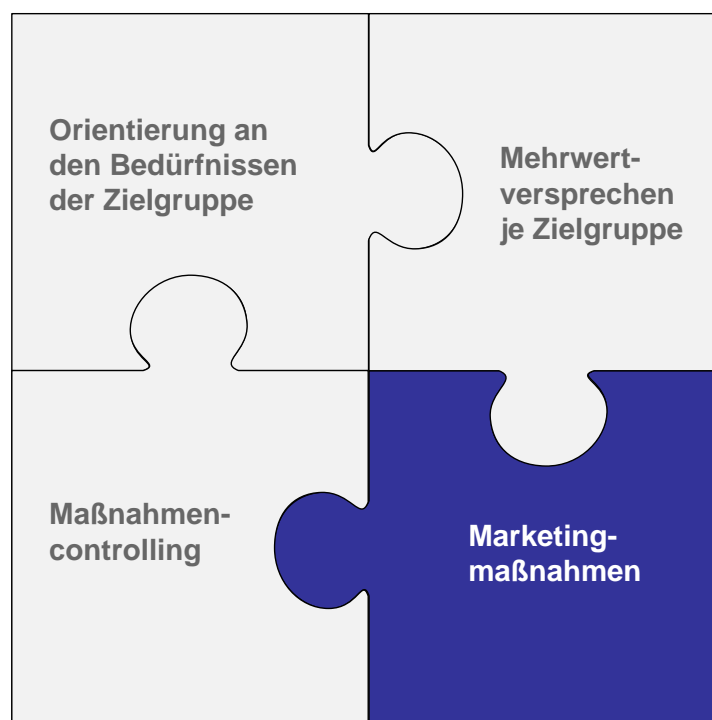 Orientierung an
den Bedürfnissen
der Zielgruppe
Mehrwert-
versprechen
je Zielgruppe
Maßnahmen-
controlling
Marketing-
maßnahmen